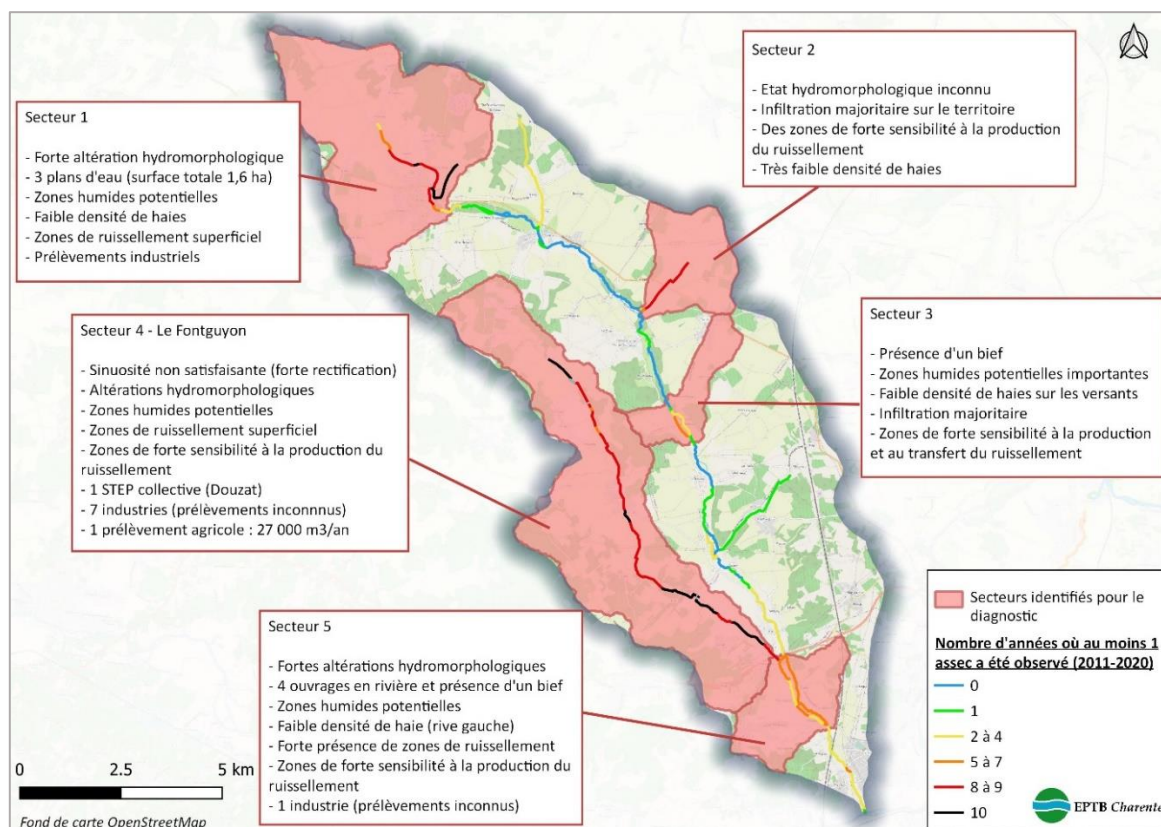 Secteur 1
- Forte altération hydromorphologique
- 3 plans d'eau (surface totale 1,6 ha)
- Zones humides potentielles
- Faible densité de haies
- Zones de ruissellement superficiel
- Prélèvements industriels
Secteur 2
- Etat hydromorphologique inconnu
- Infiltration majoritaire sur le territoire
- Des zones de forte sensibilité à la production
du ruissellement
- Très faible densité de haies
Secteur 3
- Présence d'un bief
- Zones humides potentielles importantes
- Faible densité de haies sur les versants
- Infiltration majoritaire
- Zones de forte sensibilité à la production
et au transfert du ruissellement
Secteur 4 - Le Fontguyon
- Sinuosité non satisfaisante (forte rectification)
- Altérations hydromorphologiques
- Zones humides potentielles
- Zones de ruissellement superficiel
- Zones de forte sensibilité à la production du
ruissellement
- 1 STEP collective (Douzat)
- 7 industries (prélèvements inconnnus)
- 1 prélèvement agricole : 27 000 m3/an
Secteur 5
- Fortes altérations hydromorphologiques
- 4 ouvrages en rivière et présence d'un bief
- Zones humides potentielles
- Faible densité de haie (rive gauche)
- Forte présence de zones de ruissellement
- Zones de forte sensibilité à la production du
ruissellement
- 1 industrie (prélèvements inconnus)
Secteurs identifiés pour le
diagnostic
Nombre d'années où au moins 1
assec a été observé (2011-2020)
0
1
2 à 4
5 à 7
8 à 9
10
EPTB Charente
0 2.5 5 km
Fond de carte OpenStreetMap